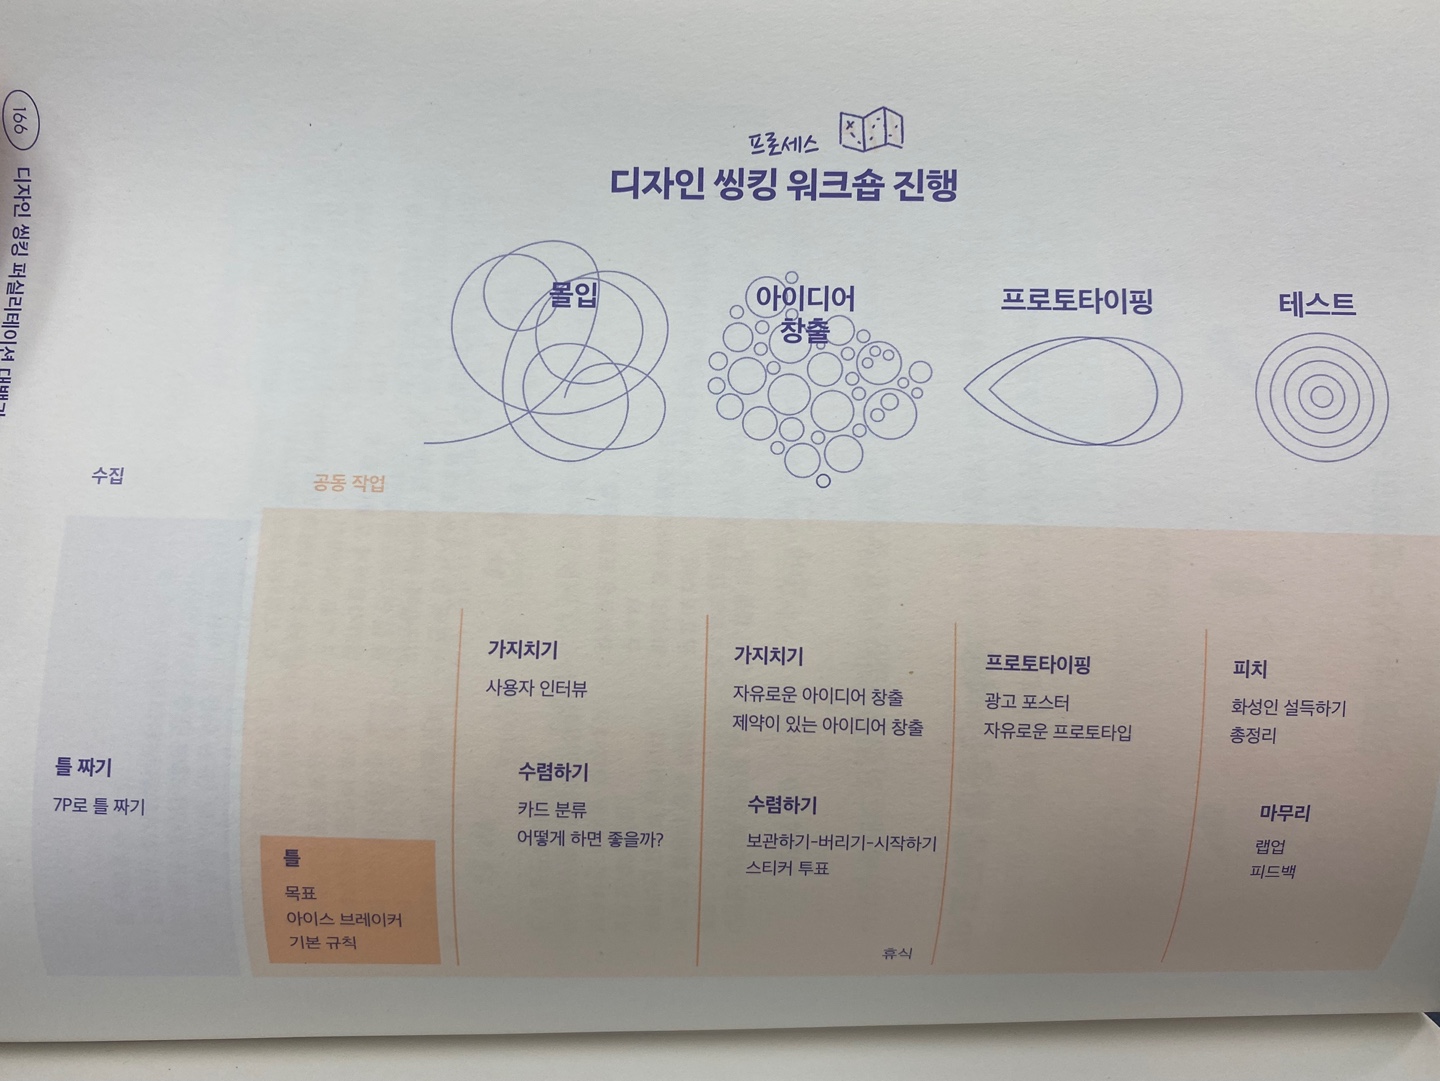 166
디자인 씽킹 퍼실리테이션
프로세스
디자인 씽킹 워크숍 진행
몰입
아이디어
창출
프로토타이핑
테스트
수집
공동 작업
틀 짜기
7P로 틀 짜기
틀
목표
아이스 브레이커
기본 규칙
가지치기
사용자 인터뷰
수렴하기
카드 분류
어떻게 하면 좋을까?
가지치기
자유로운 아이디어 창출
제약이 있는 아이디어 창출
수렴하기
보관하기-버리기-시작하기
스티커 투표
휴식
프로토타이핑
광고 포스터
자유로운 프로토타입
피치
화성인 설득하기
총정리
마무리
랩업
피드백